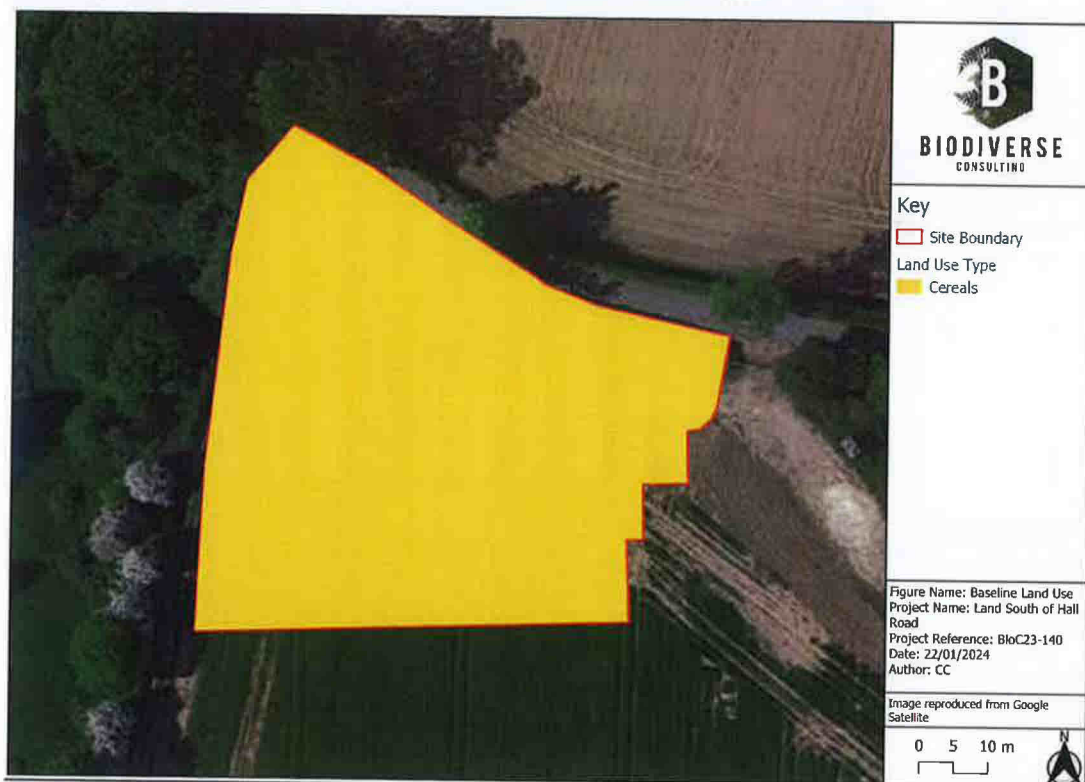 B
BIODIVERSE
CONSULTING
Key
Site Boundary
Land Use Type
Cereals
Figure Name: Baseline Land Use
Project Name: Land South of Hall
Road
Project Reference: BioC23-140
Date: 22/01/2024
Author: CC
Image reproduced from Google
Satellite
0 5 10 m
N